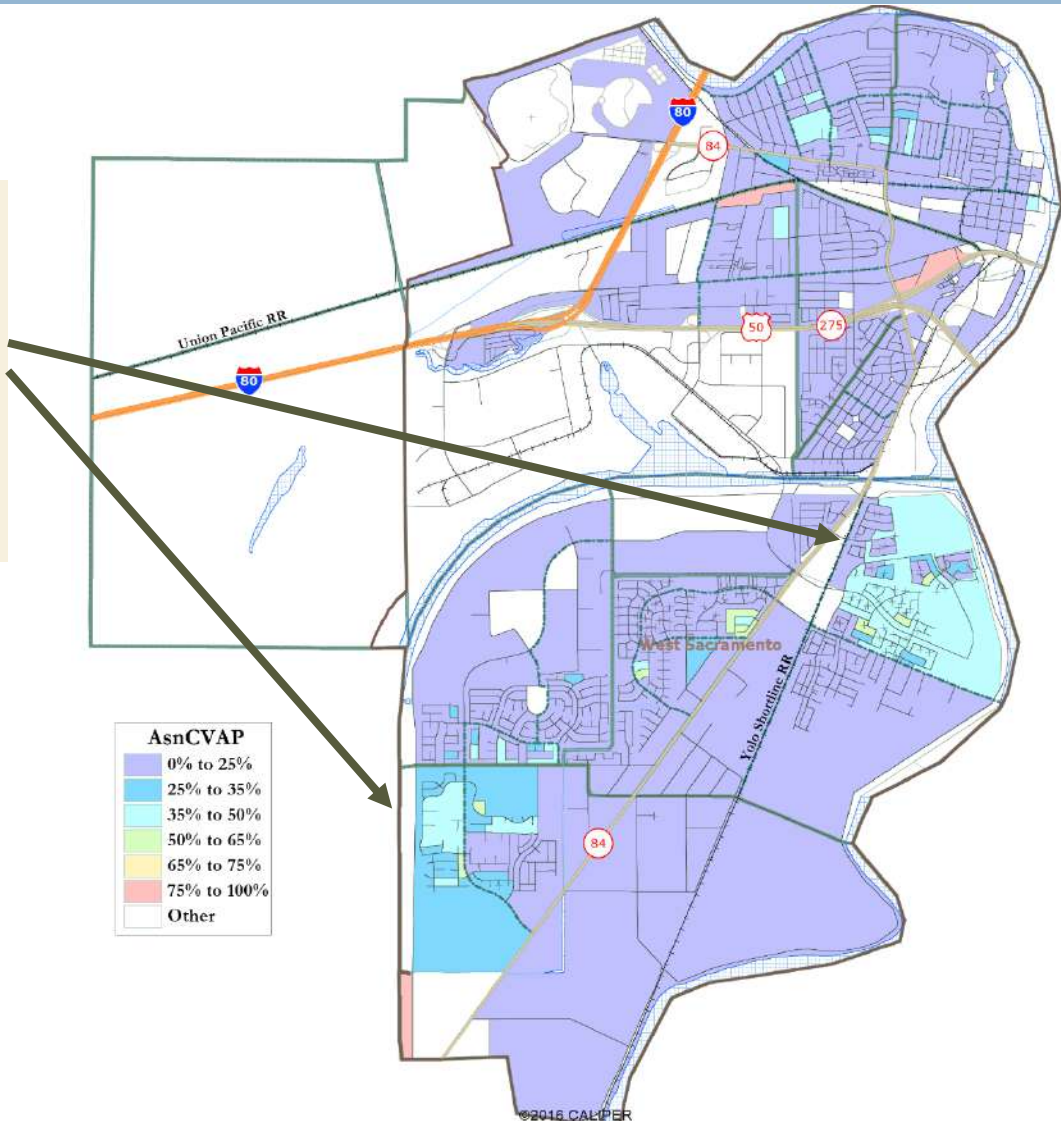 80
84
Union Pacific RR
50
275
80
West Sacramento
Yolo Shortline RR
AsnCVAP
0% to 25%
25% to 35%
35% to 50%
50% to 65%
65% to 75%
75% to 100%
Other
84
©2016 CALIPER